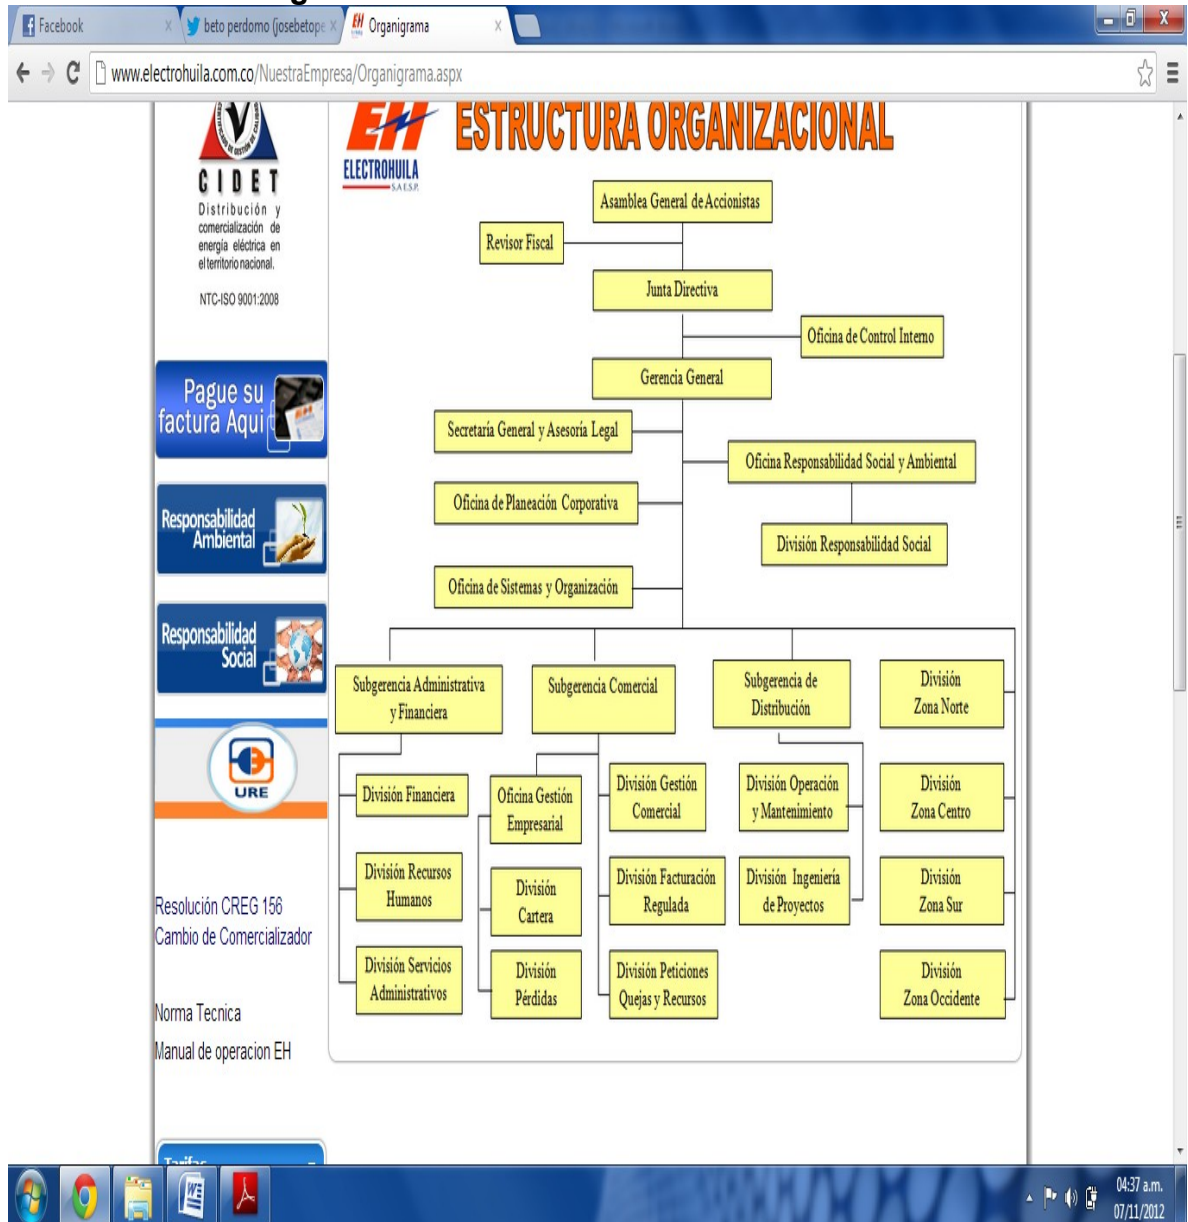 g
Facebook
beto perdomo (josebetope
Organigrama
www.electrohuila.com.co/NuestraEmpresa/Organigrama.aspx
CERTIFICADO DE GESTIÓN DE CALIDAD
CIDET
Distribución y
comercialización de
energía eléctrica en
el territorio nacional.
NTC-ISO 9001:2008
Pague su
factura Aqui
Responsabilidad
Ambiental
Responsabilidad
Social
URE
Resolución CREG 156
Cambio de Comercializador
Norma Tecnica
Manual de operacion EH
Tarifas
EH
ELECTROHUILA
S.A E.S.P.
ESTRUCTURA ORGANIZACIONAL
Asamblea General de Accionistas
Revisor Fiscal
Junta Directiva
Oficina de Control Interno
Gerencia General
Secretaría General y Asesoría Legal
Oficina Responsabilidad Social y Ambiental
Oficina de Planeación Corporativa
División Responsabilidad Social
Oficina de Sistemas y Organización
Subgerencia Administrativa
y Financiera
Subgerencia Comercial
Subgerencia de
Distribución
División
Zona Norte
División Financiera
Oficina Gestión
Empresarial
División Gestión
Comercial
División Operación
y Mantenimiento
División
Zona Centro
División Recursos
Humanos
División
Cartera
División Facturación
Regulada
División Ingeniería
de Proyectos
División
Zona Sur
División Servicios
Administrativos
División
Pérdidas
División Peticiones
Quejas y Recursos
División
Zona Occidente
04:37 a.m.
07/11/2012